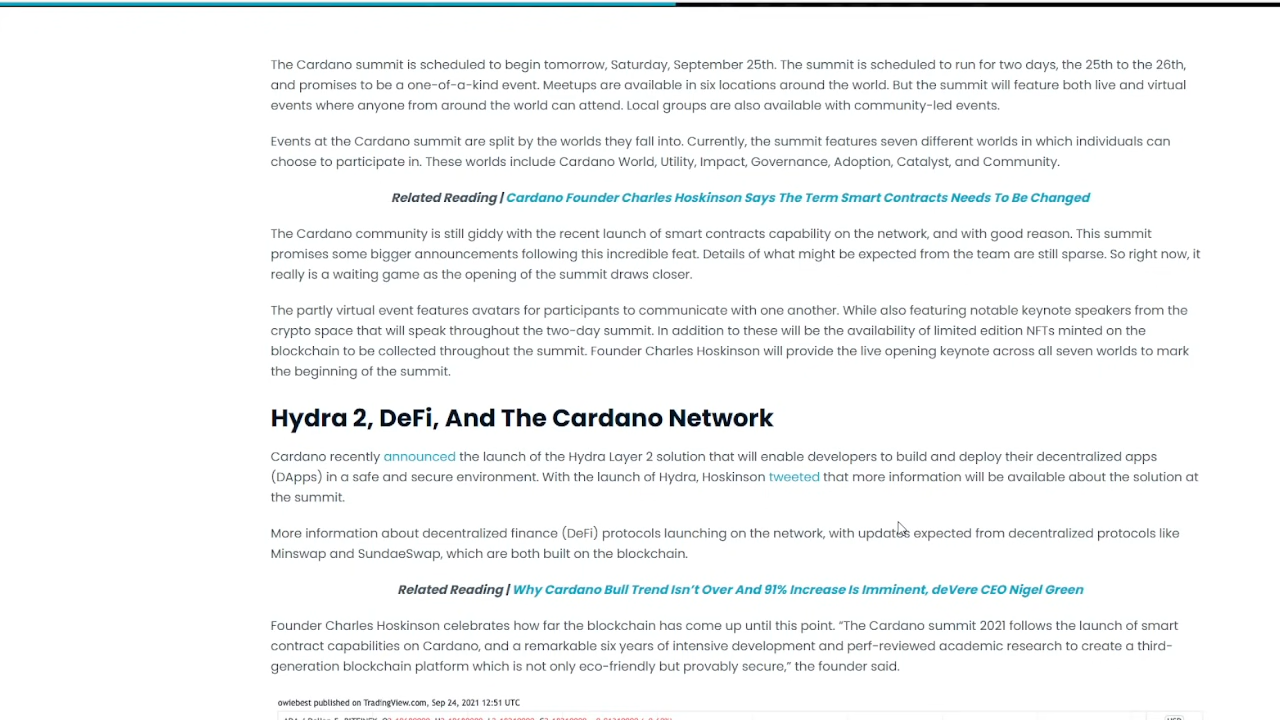 The Cardano summit is scheduled to begin tomorrow, Saturday, September 25th. The summit is scheduled to run for two days, the 25th to the 26th,
and promises to be a one-of-a-kind event. Meetups are available in six locations around the world. But the summit will feature both live and virtual
events where anyone from around the world can attend. Local groups are also available with community-led events.
Events at the Cardano summit are split by the worlds they fall into. Currently, the summit features seven different worlds in which individuals can
choose to participate in. These worlds include Cardano World, Utility, Impact, Governance, Adoption, Catalyst, and Community.
Related Reading | Cardano Founder Charles Hoskinson Says The Term Smart Contracts Needs To Be Changed
The Cardano community is still giddy with the recent launch of smart contracts capability on the network, and with good reason. This summit
promises some bigger announcements following this incredible feat. Details of what might be expected from the team are still sparse. So right now, it
really is a waiting game as the opening of the summit draws closer.
The partly virtual event features avatars for participants to communicate with one another. While also featuring notable keynote speakers from the
crypto space that will speak throughout the two-day summit. In addition to these will be the availability of limited edition NFTs minted on the
blockchain to be collected throughout the summit. Founder Charles Hoskinson will provide the live opening keynote across all seven worlds to mark
the beginning of the summit.
Hydra 2, DeFi, And The Cardano Network
Cardano recently announced the launch of the Hydra Layer 2 solution that will enable developers to build and deploy their decentralized apps
(DApps) in a safe and secure environment. With the launch of Hydra, Hoskinson tweeted that more information will be available about the solution at
the summit.
More information about decentralized finance (DeFi) protocols launching on the network, with updates expected from decentralized protocols like
Minswap and SundaeSwap, which are both built on the blockchain.
Related Reading | Why Cardano Bull Trend Isn't Over And 91% Increase Is Imminent, deVere CEO Nigel Green
Founder Charles Hoskinson celebrates how far the blockchain has come up until this point. "The Cardano summit 2021 follows the launch of smart
contract capabilities on Cardano, and a remarkable six years of intensive development and perf-reviewed academic research to create a third-
generation blockchain platform which is not only eco-friendly but provably secure," the founder said.
owlebest published on TradingView.com, Sep 24, 2021 12:51 UTC